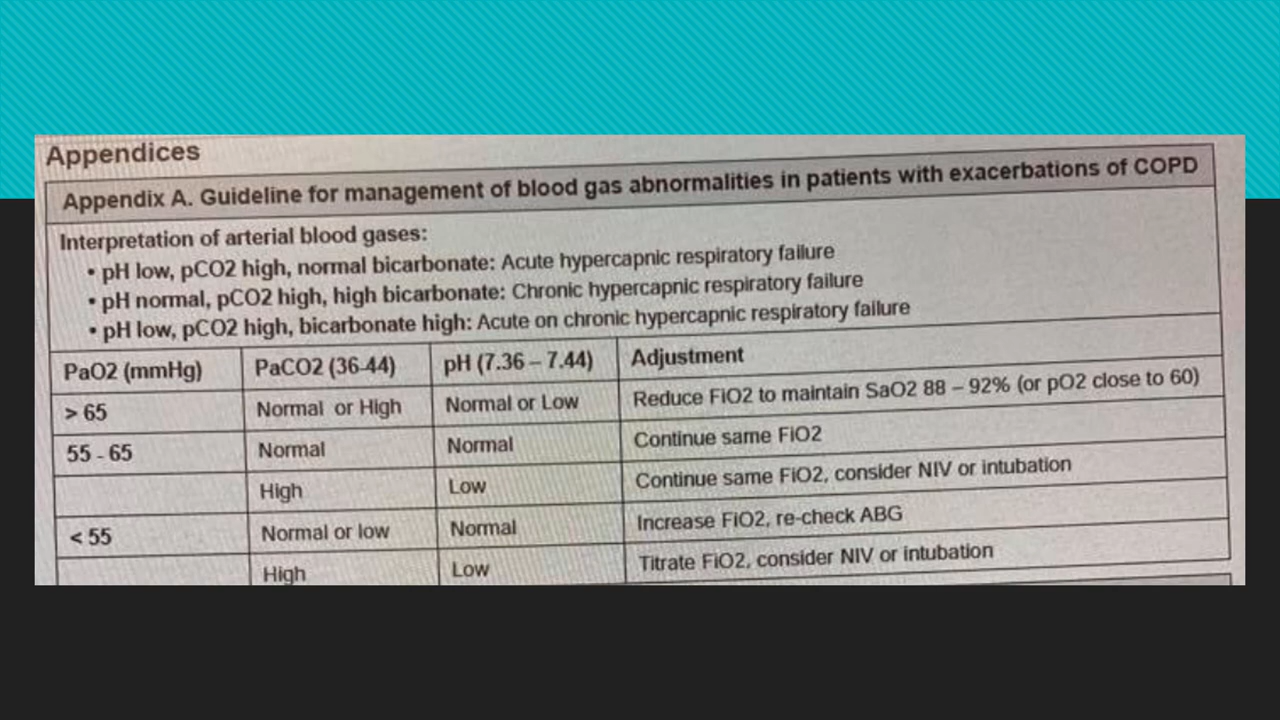 Appendices
Appendix A. Guideline for management of blood gas abnormalities in patients with exacerbations of COPD
Interpretation of arterial blood gases:
• pH low, pCO2 high, normal bicarbonate: Acute hypercapnic respiratory failure
• pH normal, pCO2 high, high bicarbonate: Chronic hypercapnic respiratory failure
• pH low, pCO2 high, bicarbonate high: Acute on chronic hypercapnic respiratory failure
PaO2 (mmHg) PaCO2 (36-44) pH (7.36 – 7.44) Adjustment
> 65 Normal or High Normal or Low Reduce FiO2 to maintain SaO2 88 – 92% (or pO2 close to 60)
55 - 65 Normal Normal Continue same FiO2
High Low Continue same FiO2, consider NIV or intubation
< 55 Normal or low Normal Increase FiO2, re-check ABG
High Low Titrate FiO2, consider NIV or intubation